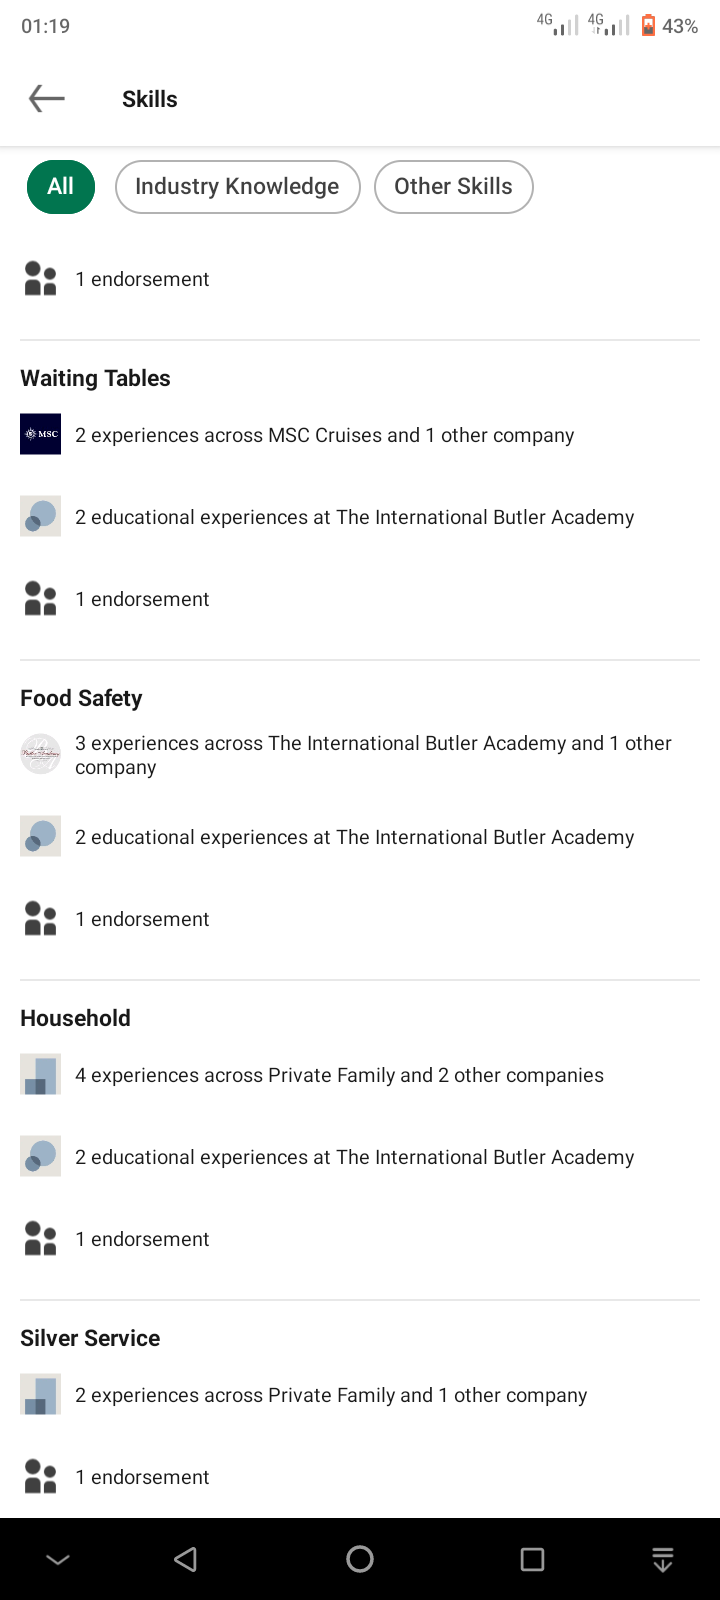 01:19 4G 4G 43%
Skills
All Industry Knowledge Other Skills
1 endorsement
Waiting Tables
MSC
2 experiences across MSC Cruises and 1 other company
2 educational experiences at The International Butler Academy
1 endorsement
Food Safety
3 experiences across The International Butler Academy and 1 other
company
2 educational experiences at The International Butler Academy
1 endorsement
Household
4 experiences across Private Family and 2 other companies
2 educational experiences at The International Butler Academy
1 endorsement
Silver Service
2 experiences across Private Family and 1 other company
1 endorsement